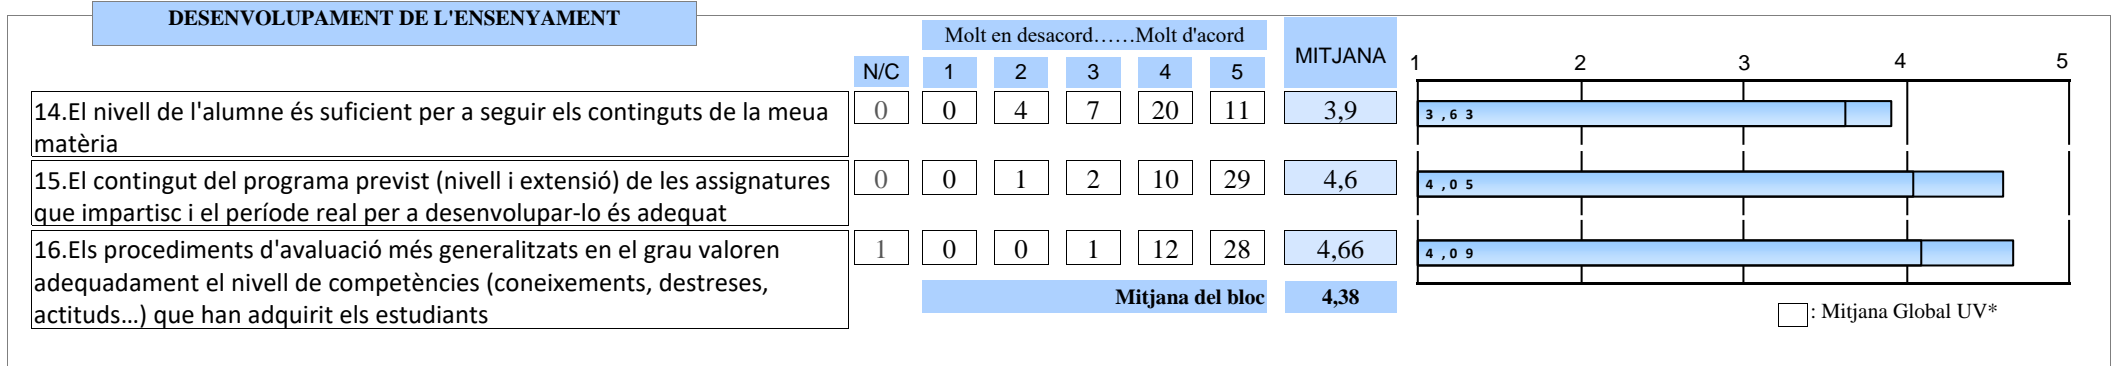 DESENVOLUPAMENT DE L'ENSENYAMENT
Molt en desacord……Molt d'acord
MITJANA
N/C 1 2 3 4 5
1 2 3 4 5
14.El nivell de l'alumne és suficient per a seguir els continguts de la meua
matèria
0 0 4 7 20 11 3,9
3,63
15.El contingut del programa previst (nivell i extensió) de les assignatures
que impartisc i el període real per a desenvolupar-lo és adequat
0 0 1 2 10 29 4,6
4,05
16.Els procediments d'avaluació més generalitzats en el grau valoren
adequadament el nivell de competències (coneixements, destreses,
actituds...) que han adquirit els estudiants
1 0 0 1 12 28 4,66
4,09
Mitjana del bloc 4,38
: Mitjana Global UV*